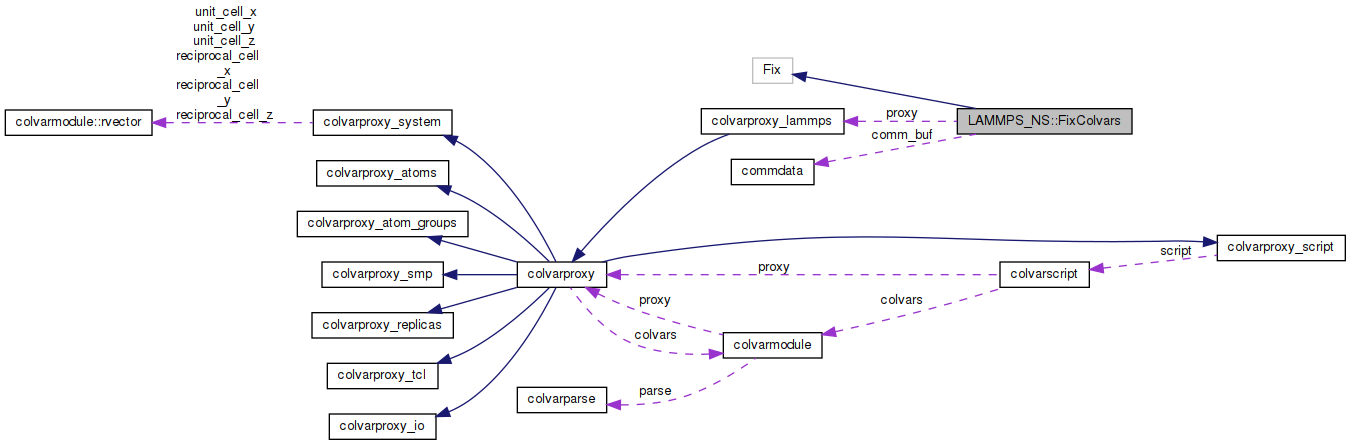 unit_cell_x
unit_cell_y
unit_cell_z
reciprocal_cell
_x
reciprocal_cell
_y
reciprocal_cell_z
Fix
colvarmodule::rvector
colvarproxy_system
colvarproxy_lammps
proxy
LAMMPS_NS::FixColvars
comm_buf
colvarproxy_atoms
commdata
colvarproxy_atom_groups
colvarproxy_script
script
colvarproxy_smp
colvarproxy
proxy
colvarscript
proxy
colvars
colvarproxy_replicas
colvars
colvarmodule
colvarproxy_tcl
parse
colvarparse
colvarproxy_io